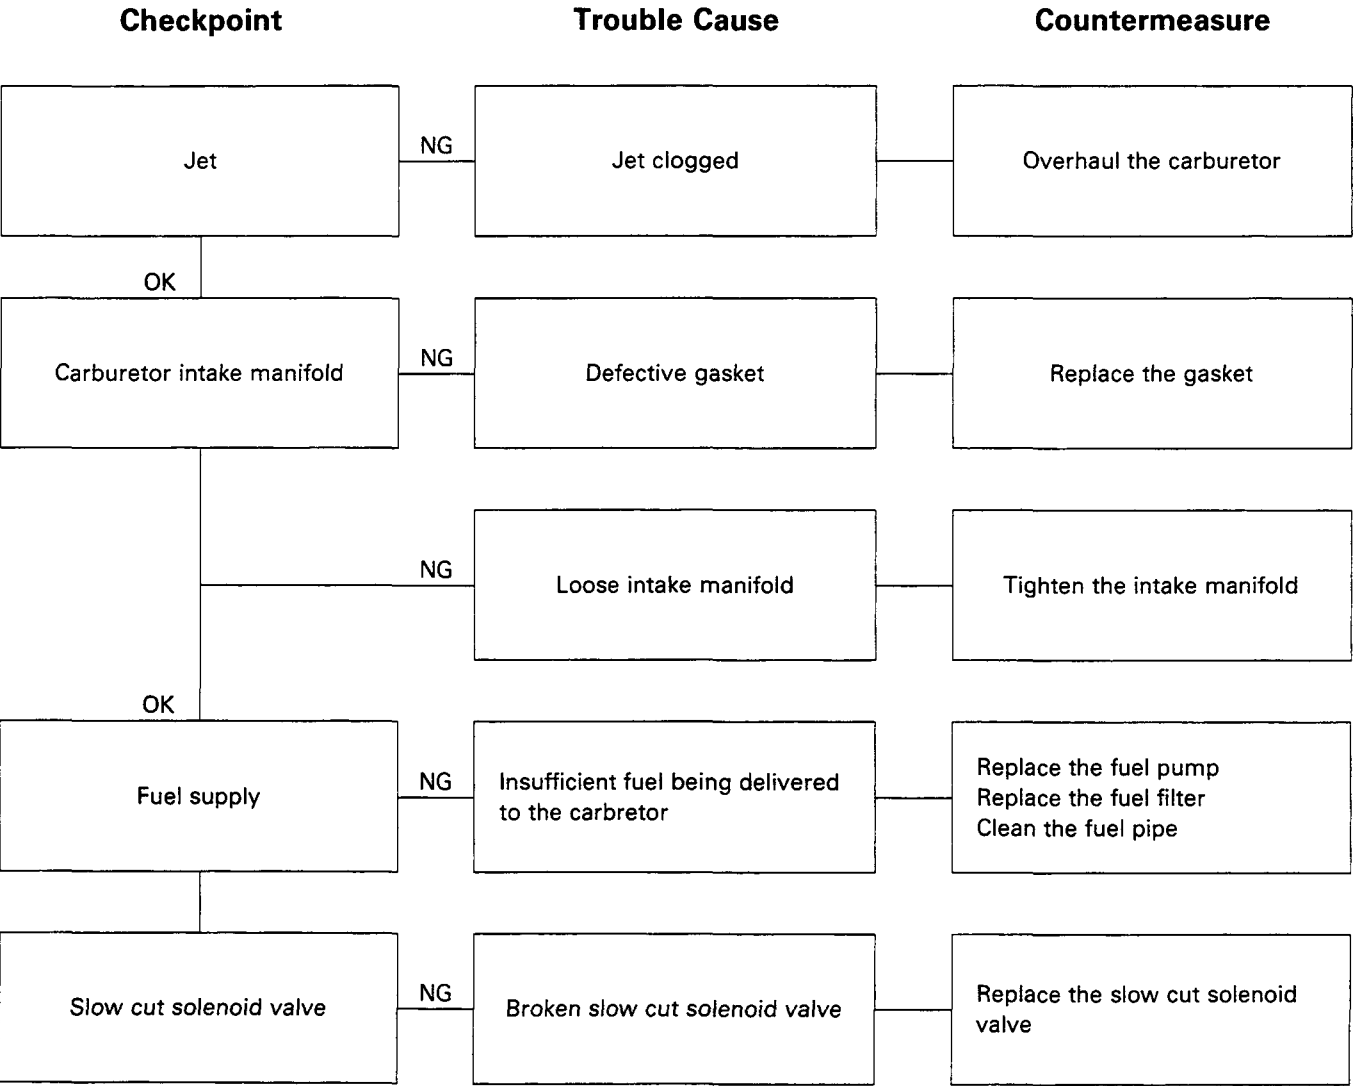 Checkpoint
Trouble Cause
Countermeasure
Jet
NG
Jet clogged
Overhaul the carburetor
OK
Carburetor intake manifold
NG
Defective gasket
Replace the gasket
NG
Loose intake manifold
Tighten the intake manifold
OK
Fuel supply
NG
Insufficient fuel being delivered
to the carbretor
Replace the fuel pump
Replace the fuel filter
Clean the fuel pipe
Slow cut solenoid valve
NG
Broken slow cut solenoid valve
Replace the slow cut solenoid
valve